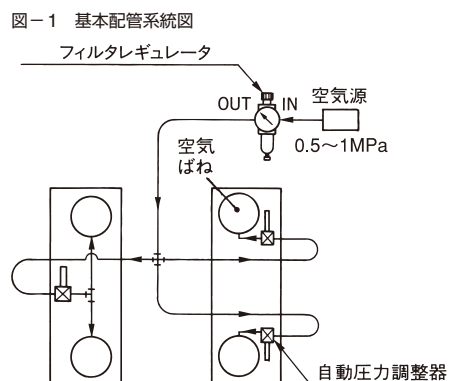 図−1 基本配管系統図
フィルタレギュレータ
OUT
IN
空気源
0.5〜1MPa
空気
ばね
自動圧力調整器